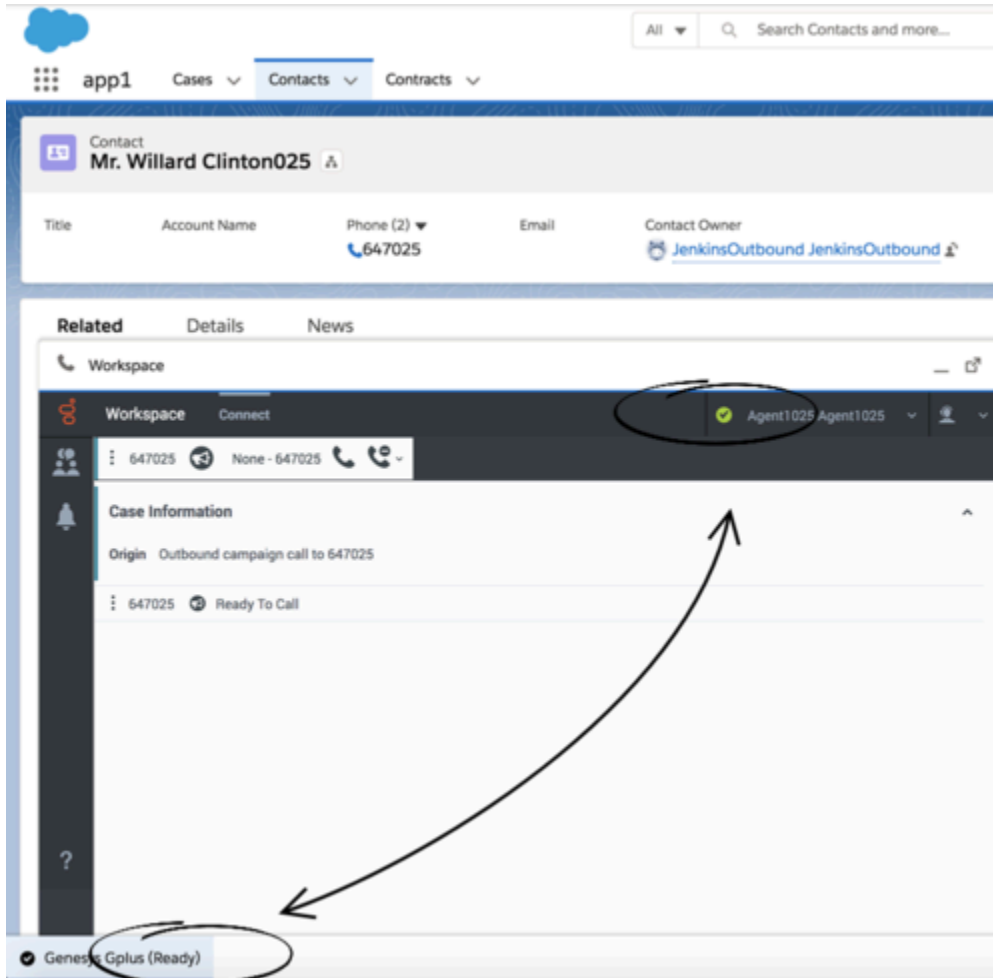 All Search Contacts and more...
app1 Cases Contacts Contracts
Contact
Mr. Willard Clinton025
Title Account Name Phone (2) Email Contact Owner
647025 JenkinsOutbound JenkinsOutbound
Related Details News
Workspace
Workspace Connect Agent1025 Agent1025
647025 None - 647025
Case Information
Origin Outbound campaign call to 647025
647025 Ready To Call
?
Genesys Gplus (Ready)